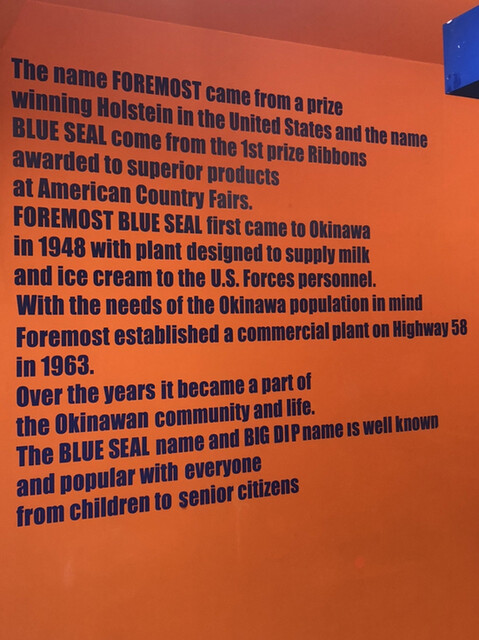 The name FOREMOST came from a prize
winning Holstein in the United States and the name
BLUE SEAL come from the 1st prize Ribbons
awarded to superior products
at American Country Fairs.
FOREMOST BLUE SEAL first came to Okinawa
in 1948 with plant designed to supply milk
and ice cream to the U.S. Forces personnel.
With the needs of the Okinawa population in mind
Foremost established a commercial plant on Highway 58
in 1963.
Over the years it became a part of
the Okinawan community and life.
The BLUE SEAL name and BIG DIP name is well known
and popular with everyone
from children to senior citizens